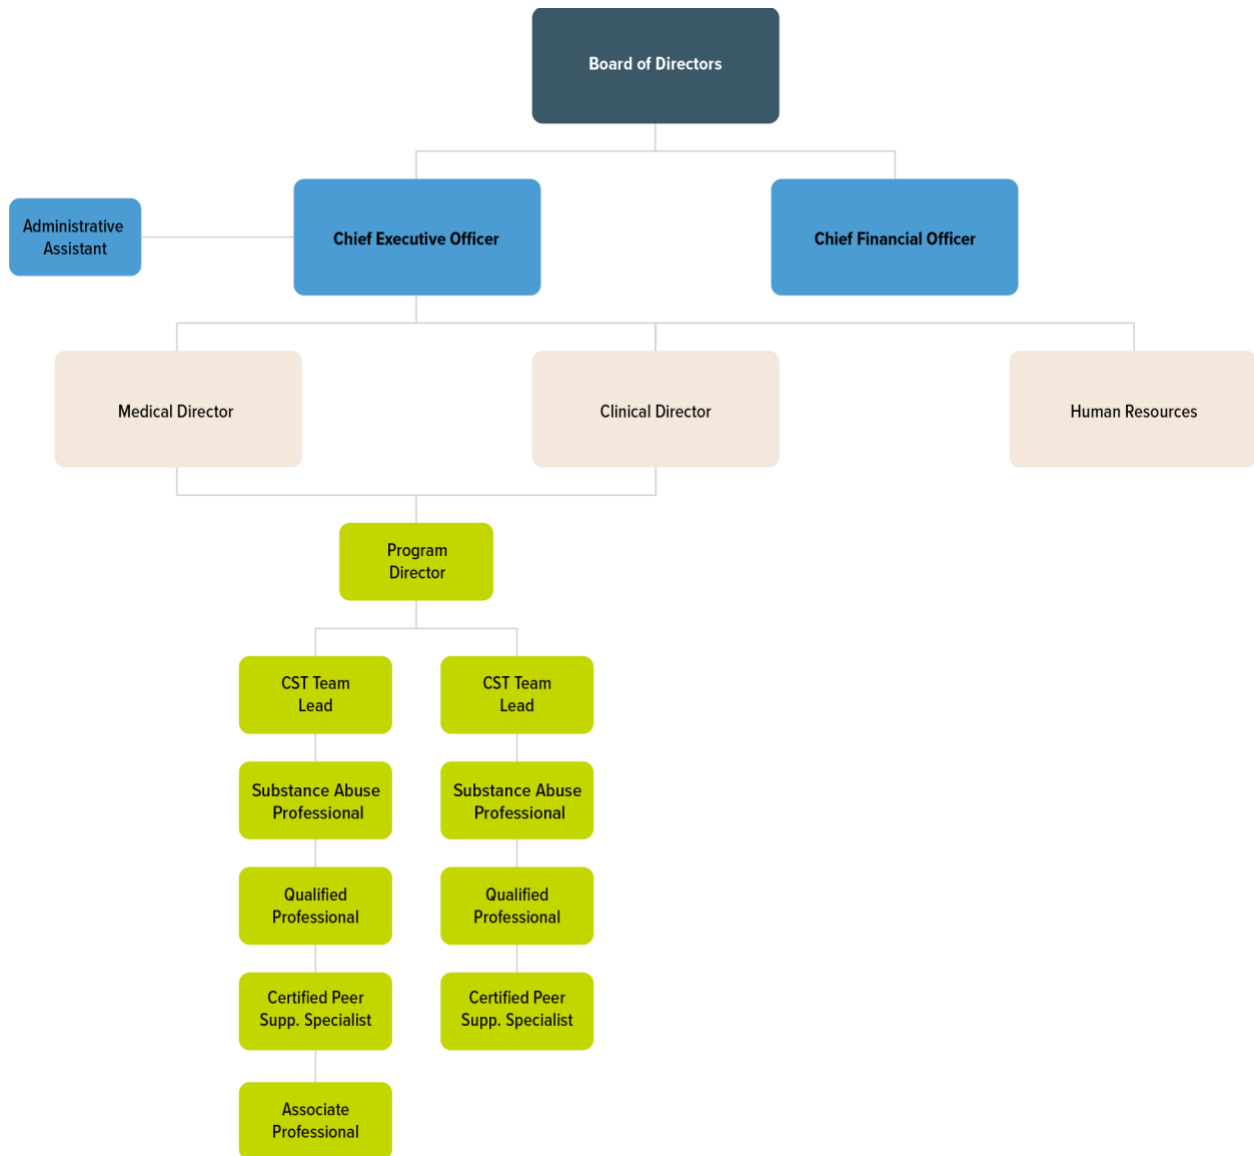 Board of Directors
Administrative
Assistant
Chief Executive Officer
Chief Financial Officer
Medical Director
Clinical Director
Human Resources
Program
Director
CST Team
Lead
CST Team
Lead
Substance Abuse
Professional
Substance Abuse
Professional
Qualified
Professional
Qualified
Professional
Certified Peer
Supp. Specialist
Certified Peer
Supp. Specialist
Associate
Professional